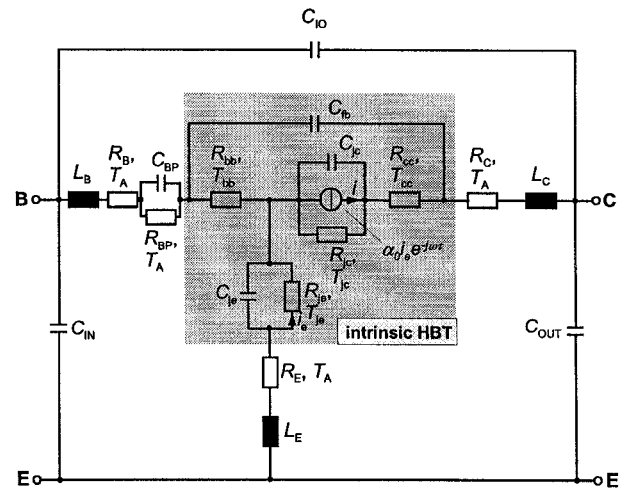 C_IO
C_fb
L_B
R_B,
T_A
C_BP
R_bb,
T_bb
C_jc
R_cc,
T_cc
R_C,
T_A
L_C
B
C
i
R_BP,
T_A
R_jc,
T_jc
α_0 i_e e^-jωτ
C_je
R_je,
T_je
i_e
intrinsic HBT
C_IN
C_OUT
R_E, T_A
L_E
E
E